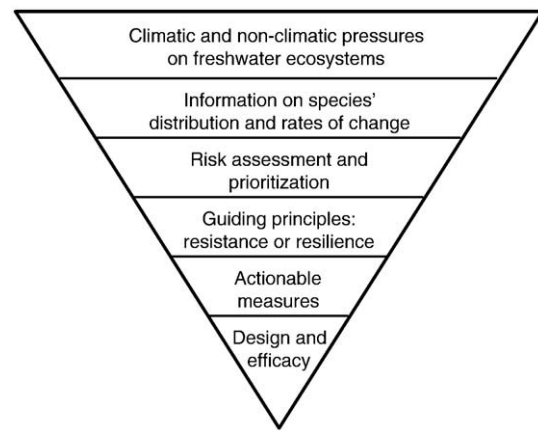 Climatic and non-climatic pressures
on freshwater ecosystems
Information on species’
distribution and rates of change
Risk assessment and
prioritization
Guiding principles:
resistance or resilience
Actionable
measures
Design and
efficacy